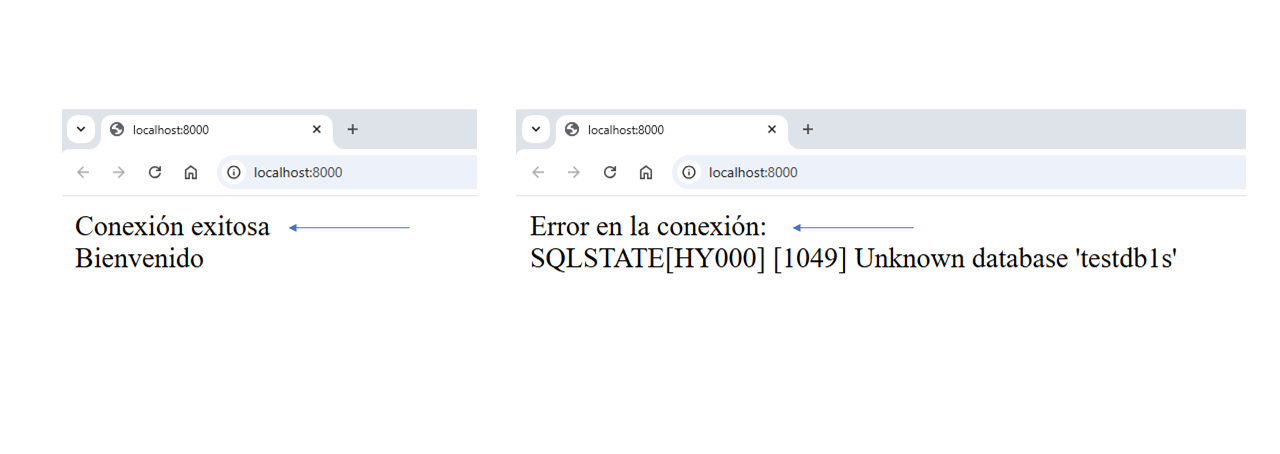 localhost:8000
localhost:8000
Conexión exitosa
Bienvenido
localhost:8000
localhost:8000
Error en la conexión:
SQLSTATE[HY000] [1049] Unknown database 'testdb1s'